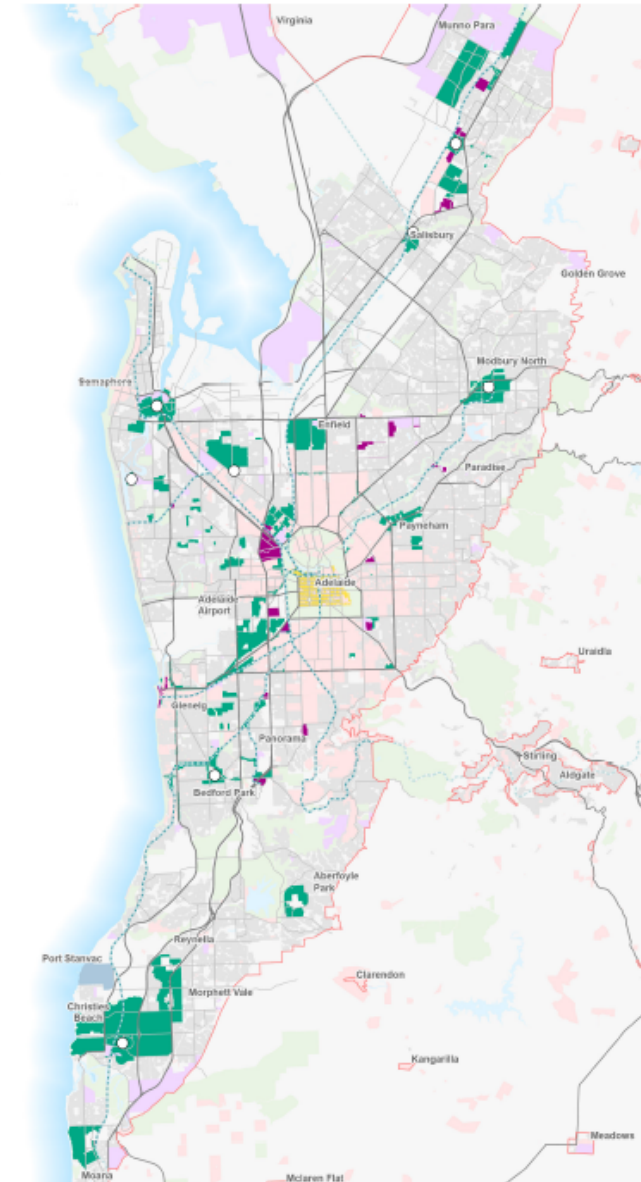 Virginia
Munno Para
Salisbury
Golden Grove
Modbury North
Semaphore
Enfield
Paradise
Payneham
Adelaide
Adelaide
Airport
Uraidla
Glenelg
Panorama
Stirling
Aldgate
Bedford Park
Aberfoyle
Park
Reynella
Port Stanvac
Clarendon
Morphett Vale
Christies
Beach
Kangarilla
Meadows
Moana
Mclaren Flat